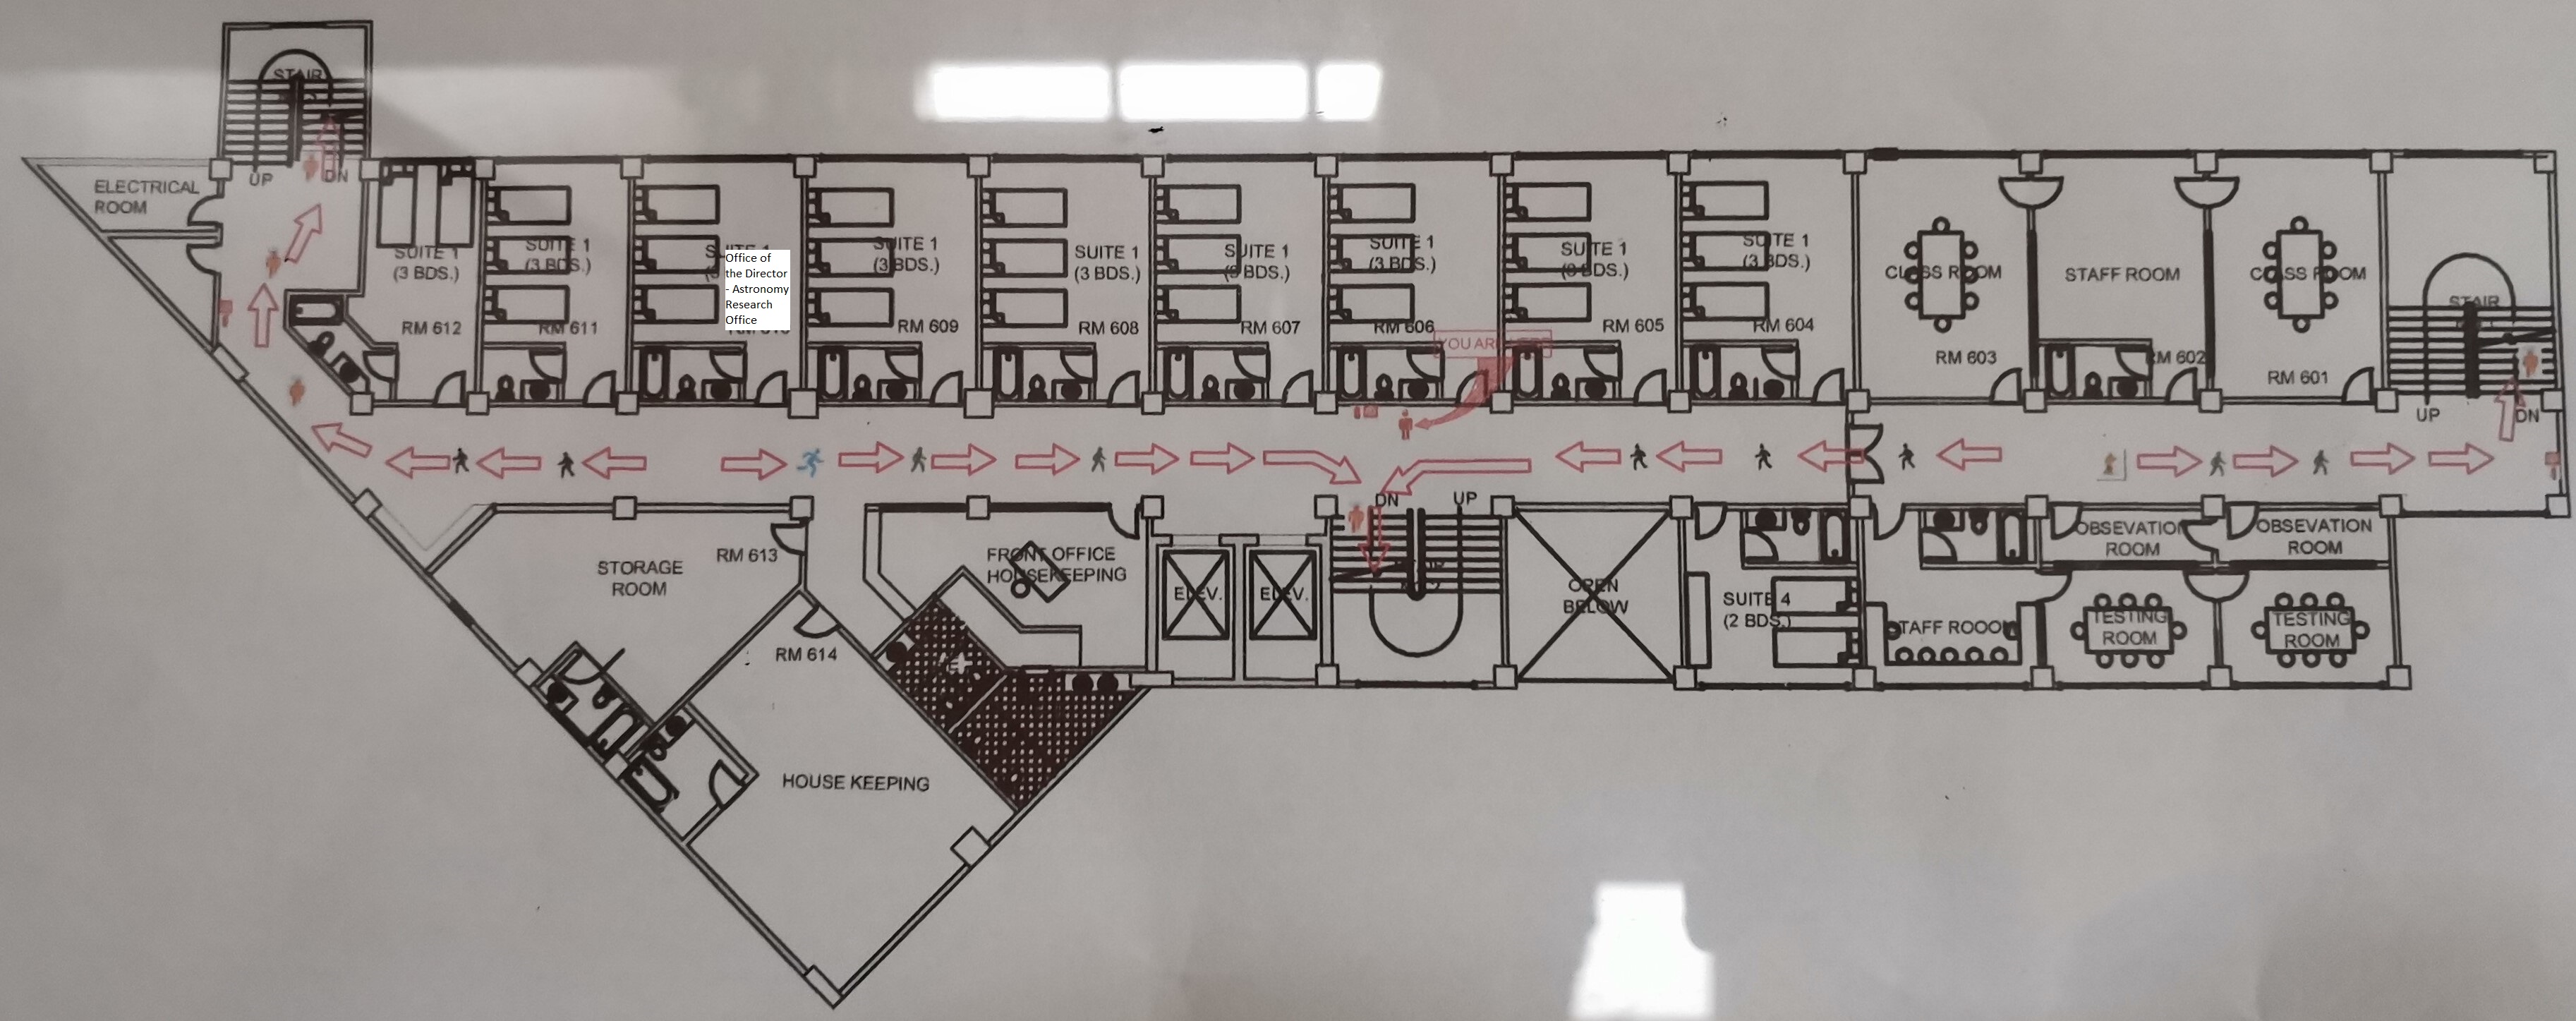 STAIR
UP
DN
ELECTRICAL
ROOM
SUITE 1
(3 BDS.)
RM 612
SUITE 1
(3 BDS.)
RM 611
Office of
the Director
- Astronomy
Research
Office
SUITE 1
(3 BDS.)
RM 609
SUITE 1
(3 BDS.)
RM 608
SUITE 1
(3 BDS.)
RM 607
SUITE 1
(3 BDS.)
RM 606
YOU ARE HERE
SUITE 1
(3 BDS.)
RM 605
SUITE 1
(3 BDS.)
RM 604
CLASS ROOM
RM 603
STAFF ROOM
RM 602
CLASS ROOM
RM 601
STAIR
UP
DN
DN
UP
STORAGE
ROOM
RM 613
RM 614
HOUSE KEEPING
FRONT OFFICE
HOUSEKEEPING
ELEV.
ELEV.
OPEN
BELOW
SUITE 4
(2 BDS.)
STAFF ROOOM
OBSEVATION
ROOM
OBSEVATION
ROOM
TESTING
ROOM
TESTING
ROOM